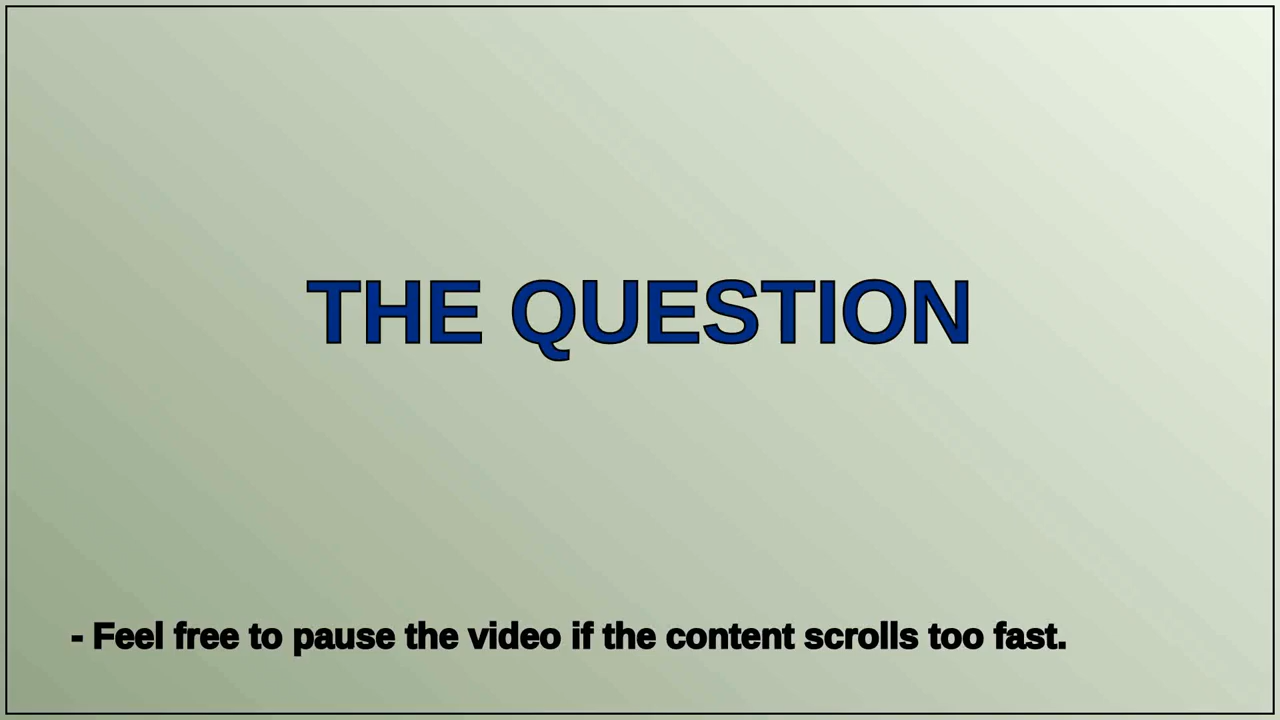 THE QUESTION
- Feel free to pause the video if the content scrolls too fast.